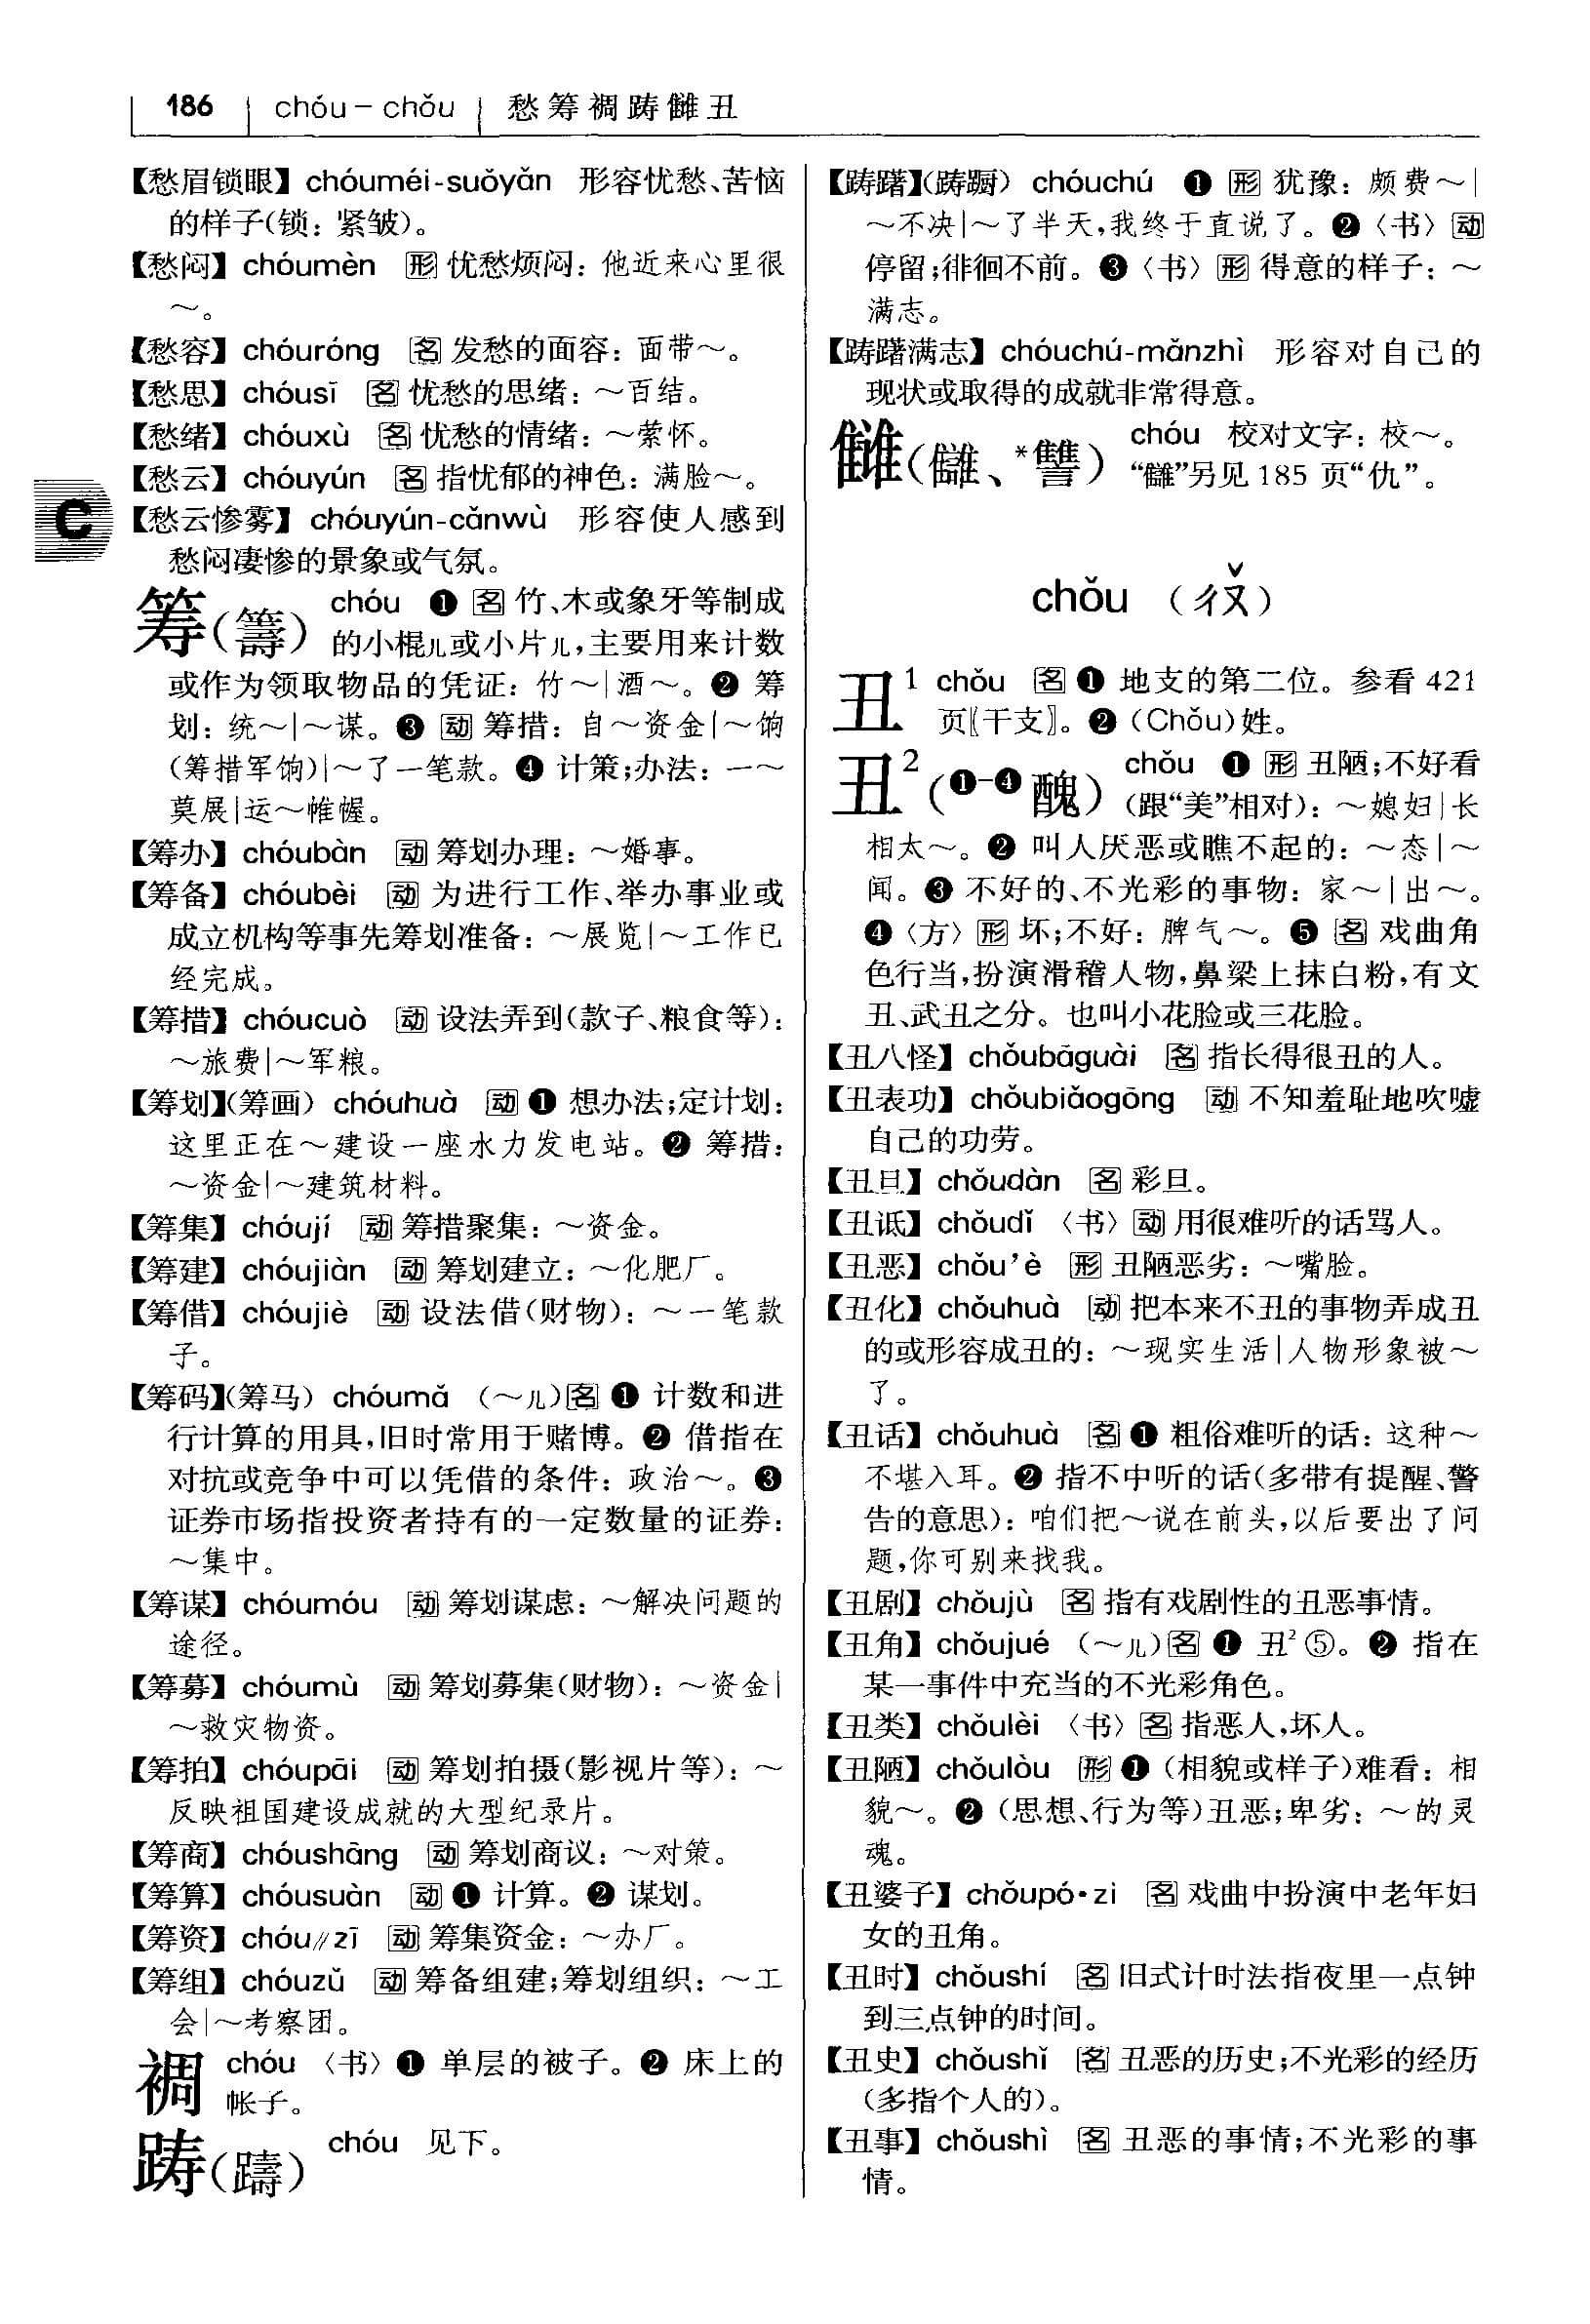 186 chóu－chǒu 愁筹裯踌雠丑
【愁眉锁眼】 chóuméi-suǒyǎn 形容忧愁、苦恼
的样子(锁：紧皱)。
【愁闷】 chóumèn 形 忧愁烦闷：他近来心里很
～。
【愁容】 chóuróng 名 发愁的面容：面带～。
【愁思】 chóusī 名 忧愁的思绪：～百结。
【愁绪】 chóuxù 名 忧愁的情绪：～萦怀。
【愁云】 chóuyún 名 指忧郁的神色：满脸～。
C
【愁云惨雾】 chóuyún-cǎnwù 形容使人感到
愁闷凄惨的景象或气氛。
筹(籌) chóu ❶ 名 竹、木或象牙等制成
的小棍儿或小片儿，主要用来计数
或作为领取物品的凭证：竹～|酒～。❷ 筹
划：统～|～谋。❸ 动 筹措：自～资金|～饷
(筹措军饷)|～了一笔款。❹ 计策；办法：一～
莫展|运～帷幄。
【筹办】 chóubàn 动 筹划办理：～婚事。
【筹备】 chóubèi 动 为进行工作、举办事业或
成立机构等事先筹划准备：～展览|～工作已
经完成。
【筹措】 chóucuò 动 设法弄到(款子、粮食等)：
～旅费|～军粮。
【筹划】(筹画) chóuhuà 动 ❶ 想办法；定计划：
这里正在～建设一座水力发电站。❷ 筹措：
～资金|～建筑材料。
【筹集】 chóují 动 筹措聚集：～资金。
【筹建】 chóujiàn 动 筹划建立：～化肥厂。
【筹借】 chóujiè 动 设法借(财物)：～一笔款
子。
【筹码】(筹马) chóumǎ (～儿)名 ❶ 计数和进
行计算的用具，旧时常用于赌博。❷ 借指在
对抗或竞争中可以凭借的条件：政治～。❸
证券市场指投资者持有的一定数量的证券：
～集中。
【筹谋】 chóumóu 动 筹划谋虑：～解决问题的
途径。
【筹募】 chóumù 动 筹划募集(财物)：～资金|
～救灾物资。
【筹拍】 chóupāi 动 筹划拍摄(影视片等)：～
反映祖国建设成就的大型纪录片。
【筹商】 chóushāng 动 筹划商议：～对策。
【筹算】 chóusuàn 动 ❶ 计算。❷ 谋划。
【筹资】 chóu//zī 动 筹集资金：～办厂。
【筹组】 chóuzǔ 动 筹备组建；筹划组织：～工
会|～考察团。
裯 chóu 〈书〉❶ 单层的被子。❷ 床上的
帐子。
踌(躊) chóu 见下。
【踌躇】(踌蹰) chóuchú ❶ 形 犹豫：颇费～|
～不决|～了半天，我终于直说了。❷〈书〉动
停留；徘徊不前。❸〈书〉形 得意的样子：～
满志。
【踌躇满志】 chóuchú-mǎnzhì 形容对自己的
现状或取得的成就非常得意。
雠(讎、*讐) chóu 校对文字：校～。
“讎”另见 185 页“仇”。
chǒu (ㄔㄡˇ)
丑¹ chǒu 名 ❶ 地支的第二位。参看 421
页〖干支〗。❷ (Chǒu)姓。
丑²(❶-❹醜) chǒu ❶ 形 丑陋；不好看
(跟“美”相对)：～媳妇|长
相太～。❷ 叫人厌恶或瞧不起的：～态|～
闻。❸ 不好的、不光彩的事物：家～|出～。
❹〈方〉形 坏；不好：脾气～。❺ 名 戏曲角
色行当，扮演滑稽人物，鼻梁上抹白粉，有文
丑、武丑之分。也叫小花脸或三花脸。
【丑八怪】 chǒubāguài 名 指长得很丑的人。
【丑表功】 chǒubiǎogōng 动 不知羞耻地吹嘘
自己的功劳。
【丑旦】 chǒudàn 名 彩旦。
【丑诋】 chǒudǐ 〈书〉动 用很难听的话骂人。
【丑恶】 chǒu’è 形 丑陋恶劣：～嘴脸。
【丑化】 chǒuhuà 动 把本来不丑的事物弄成丑
的或形容成丑的：～现实生活|人物形象被～
了。
【丑话】 chǒuhuà 名 ❶ 粗俗难听的话：这种～
不堪入耳。❷ 指不中听的话(多带有提醒、警
告的意思)：咱们把～说在前头，以后要出了问
题，你可别来找我。
【丑剧】 chǒujù 名 指有戏剧性的丑恶事情。
【丑角】 chǒujué (～儿)名 ❶ 丑²⑤。❷ 指在
某一事件中充当的不光彩角色。
【丑类】 chǒulèi 〈书〉名 指恶人，坏人。
【丑陋】 chǒulòu 形 ❶ (相貌或样子)难看：相
貌～。❷ (思想、行为等)丑恶；卑劣：～的灵
魂。
【丑婆子】 chǒupó·zi 名 戏曲中扮演中老年妇
女的丑角。
【丑时】 chǒushí 名 旧式计时法指夜里一点钟
到三点钟的时间。
【丑史】 chǒushǐ 名 丑恶的历史；不光彩的经历
(多指个人的)。
【丑事】 chǒushì 名 丑恶的事情；不光彩的事
情。